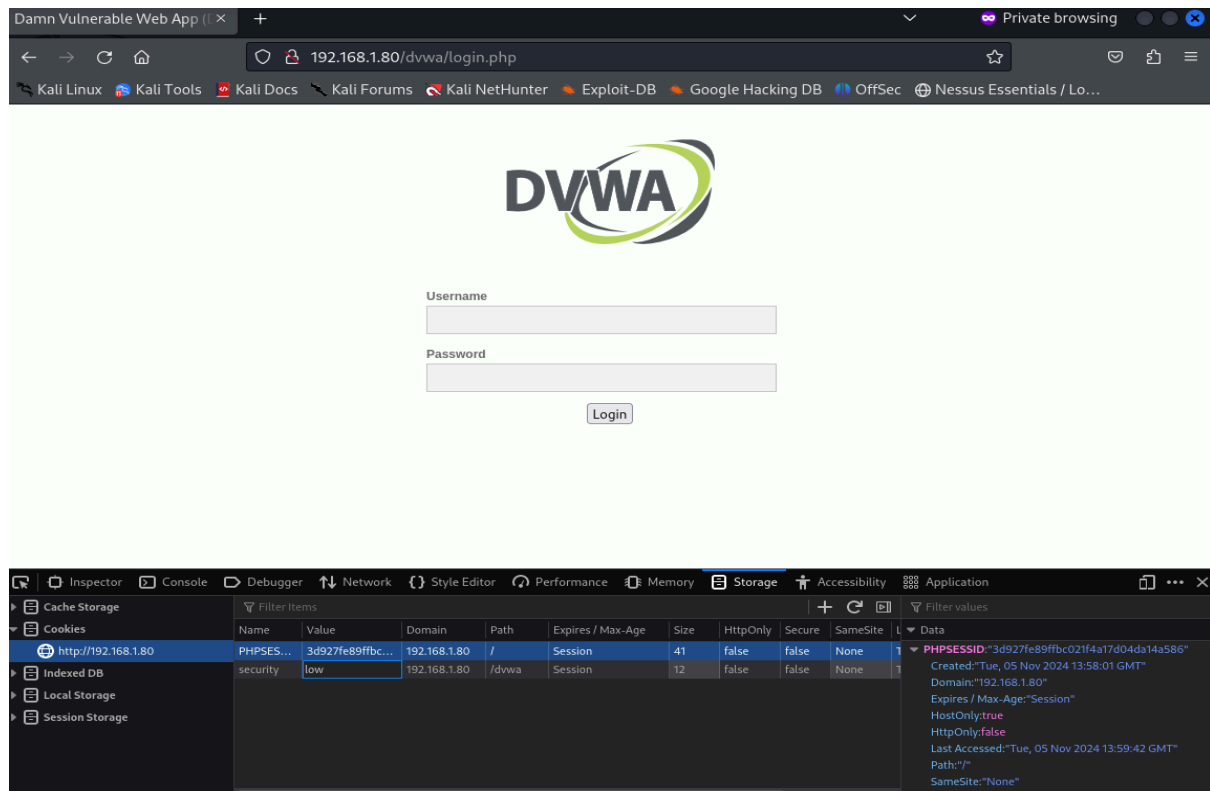 Damn Vulnerable Web App (
Private browsing
192.168.1.80/dvwa/login.php
Kali Linux Kali Tools Kali Docs Kali Forums Kali NetHunter Exploit-DB Google Hacking DB OffSec Nessus Essentials / Lo...
DVWA
Username
Password
Login
Inspector Console Debugger Network Style Editor Performance Memory Storage Accessibility Application
Cache Storage
Cookies
http://192.168.1.80
Indexed DB
Local Storage
Session Storage
Filter Items
Name Value Domain Path Expires / Max-Age Size HttpOnly Secure SameSite L
PHPSES... 3d927fe89ffbc... 192.168.1.80 / Session 41 false false None T
security low 192.168.1.80 /dvwa Session 12 false false None T
Filter values
Data
PHPSESSID:"3d927fe89ffbc021f4a17d04da14a586"
Created:"Tue, 05 Nov 2024 13:58:01 GMT"
Domain:"192.168.1.80"
Expires / Max-Age:"Session"
HostOnly:true
HttpOnly:false
Last Accessed:"Tue, 05 Nov 2024 13:59:42 GMT"
Path:"/"
SameSite:"None"